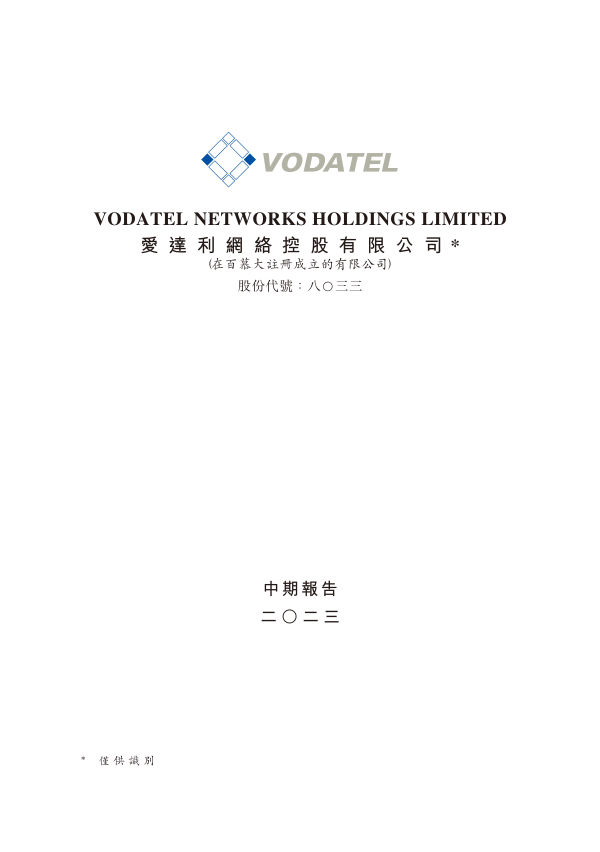 VODATEL
VODATEL NETWORKS HOLDINGS LIMITED
愛達利網絡控股有限公司*
(在百慕大註冊成立的有限公司)
股份代號：八○三三
中期報告
二○二三
* 僅供識別